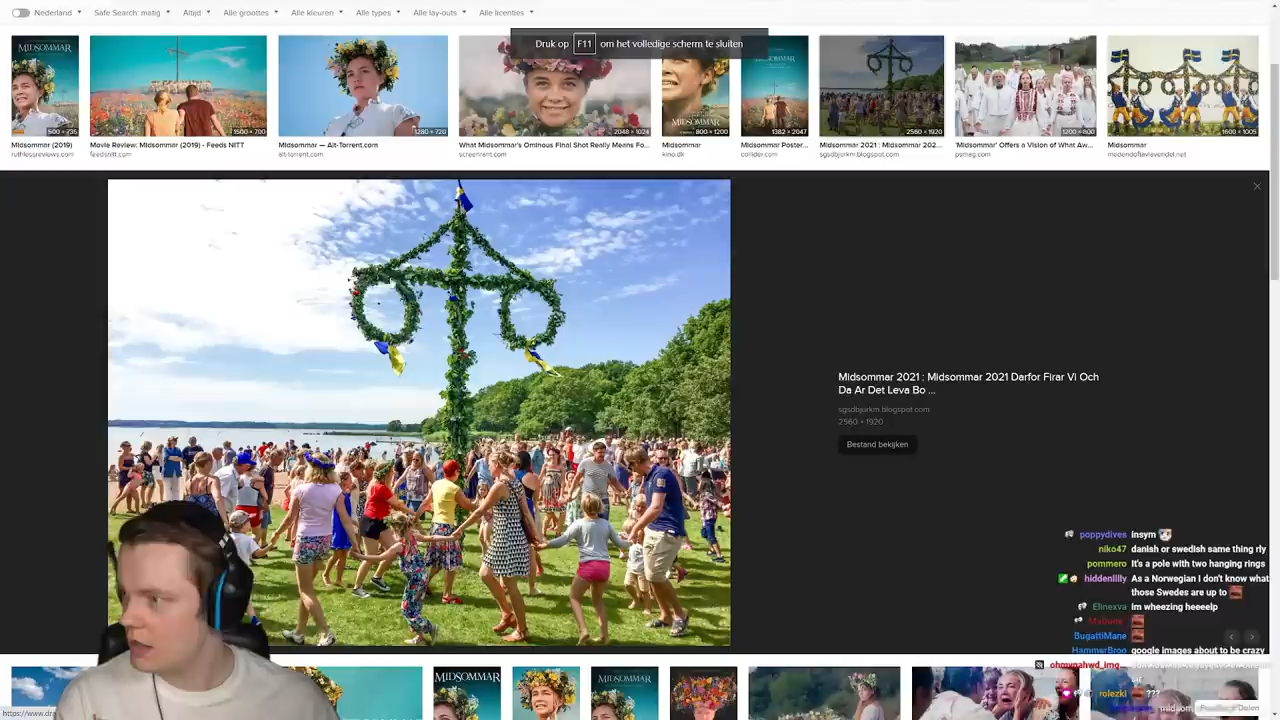 Nederland Safe Search: matig Altijd Alle groottes Alle kleuren Alle types Alle lay-outs Alle licenties
Druk op F11 om het volledige scherm te sluiten
MIDSOMMAR
500 × 735
1500 × 700
1280 × 720
2048 × 1024
MIDSOMMAR
800 × 1200
1382 × 2047
2560 × 1920
1200 × 800
1600 × 1005
Midsommar (2019)
ruthlessreviews.com
Movie Review: Midsommar (2019) - Feeds NITT
feedsnitt.com
Midsommar — Alt-Torrent.com
alt-torrent.com
What Midsommar's Ominous Final Shot Really Means Fo...
screenrant.com
Midsommar
kino.dk
Midsommar Poster...
collider.com
Midsommar 2021 : Midsommar 202...
sgsdbjurkm.blogspot.com
'Midsommar' Offers a Vision of What Aw...
psmag.com
Midsommar
medendoftavlevendel.net
Midsommar 2021 : Midsommar 2021 Darfor Firar Vi Och
Da Ar Det Leva Bo ...
sgsdbjurkm.blogspot.com
2560 × 1920
Bestand bekijken
poppydives insym
niko47 danish or swedish same thing rly
pommero It's a pole with two hanging rings
hiddenlilly As a Norwegian I don't know what
those Swedes are up to
Elinexva im wheezing heeeelp
BugattiMane
HammerBroo google images about to be crazy
rolezki ???
MIDSOMMAR
MIDSOMMAR
Delen